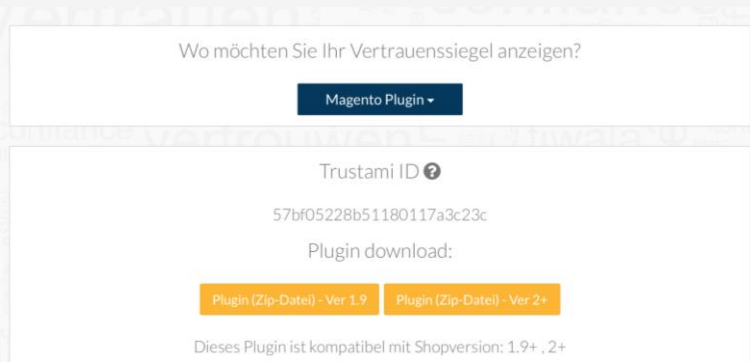 Wo möchten Sie Ihr Vertrauenssiegel anzeigen?
Magento Plugin
Trustami ID
57bf05228b51180117a3c23c
Plugin download:
Plugin (Zip-Datei) - Ver 1.9 Plugin (Zip-Datei) - Ver 2+
Dieses Plugin ist kompatibel mit Shopversion: 1.9+ , 2+